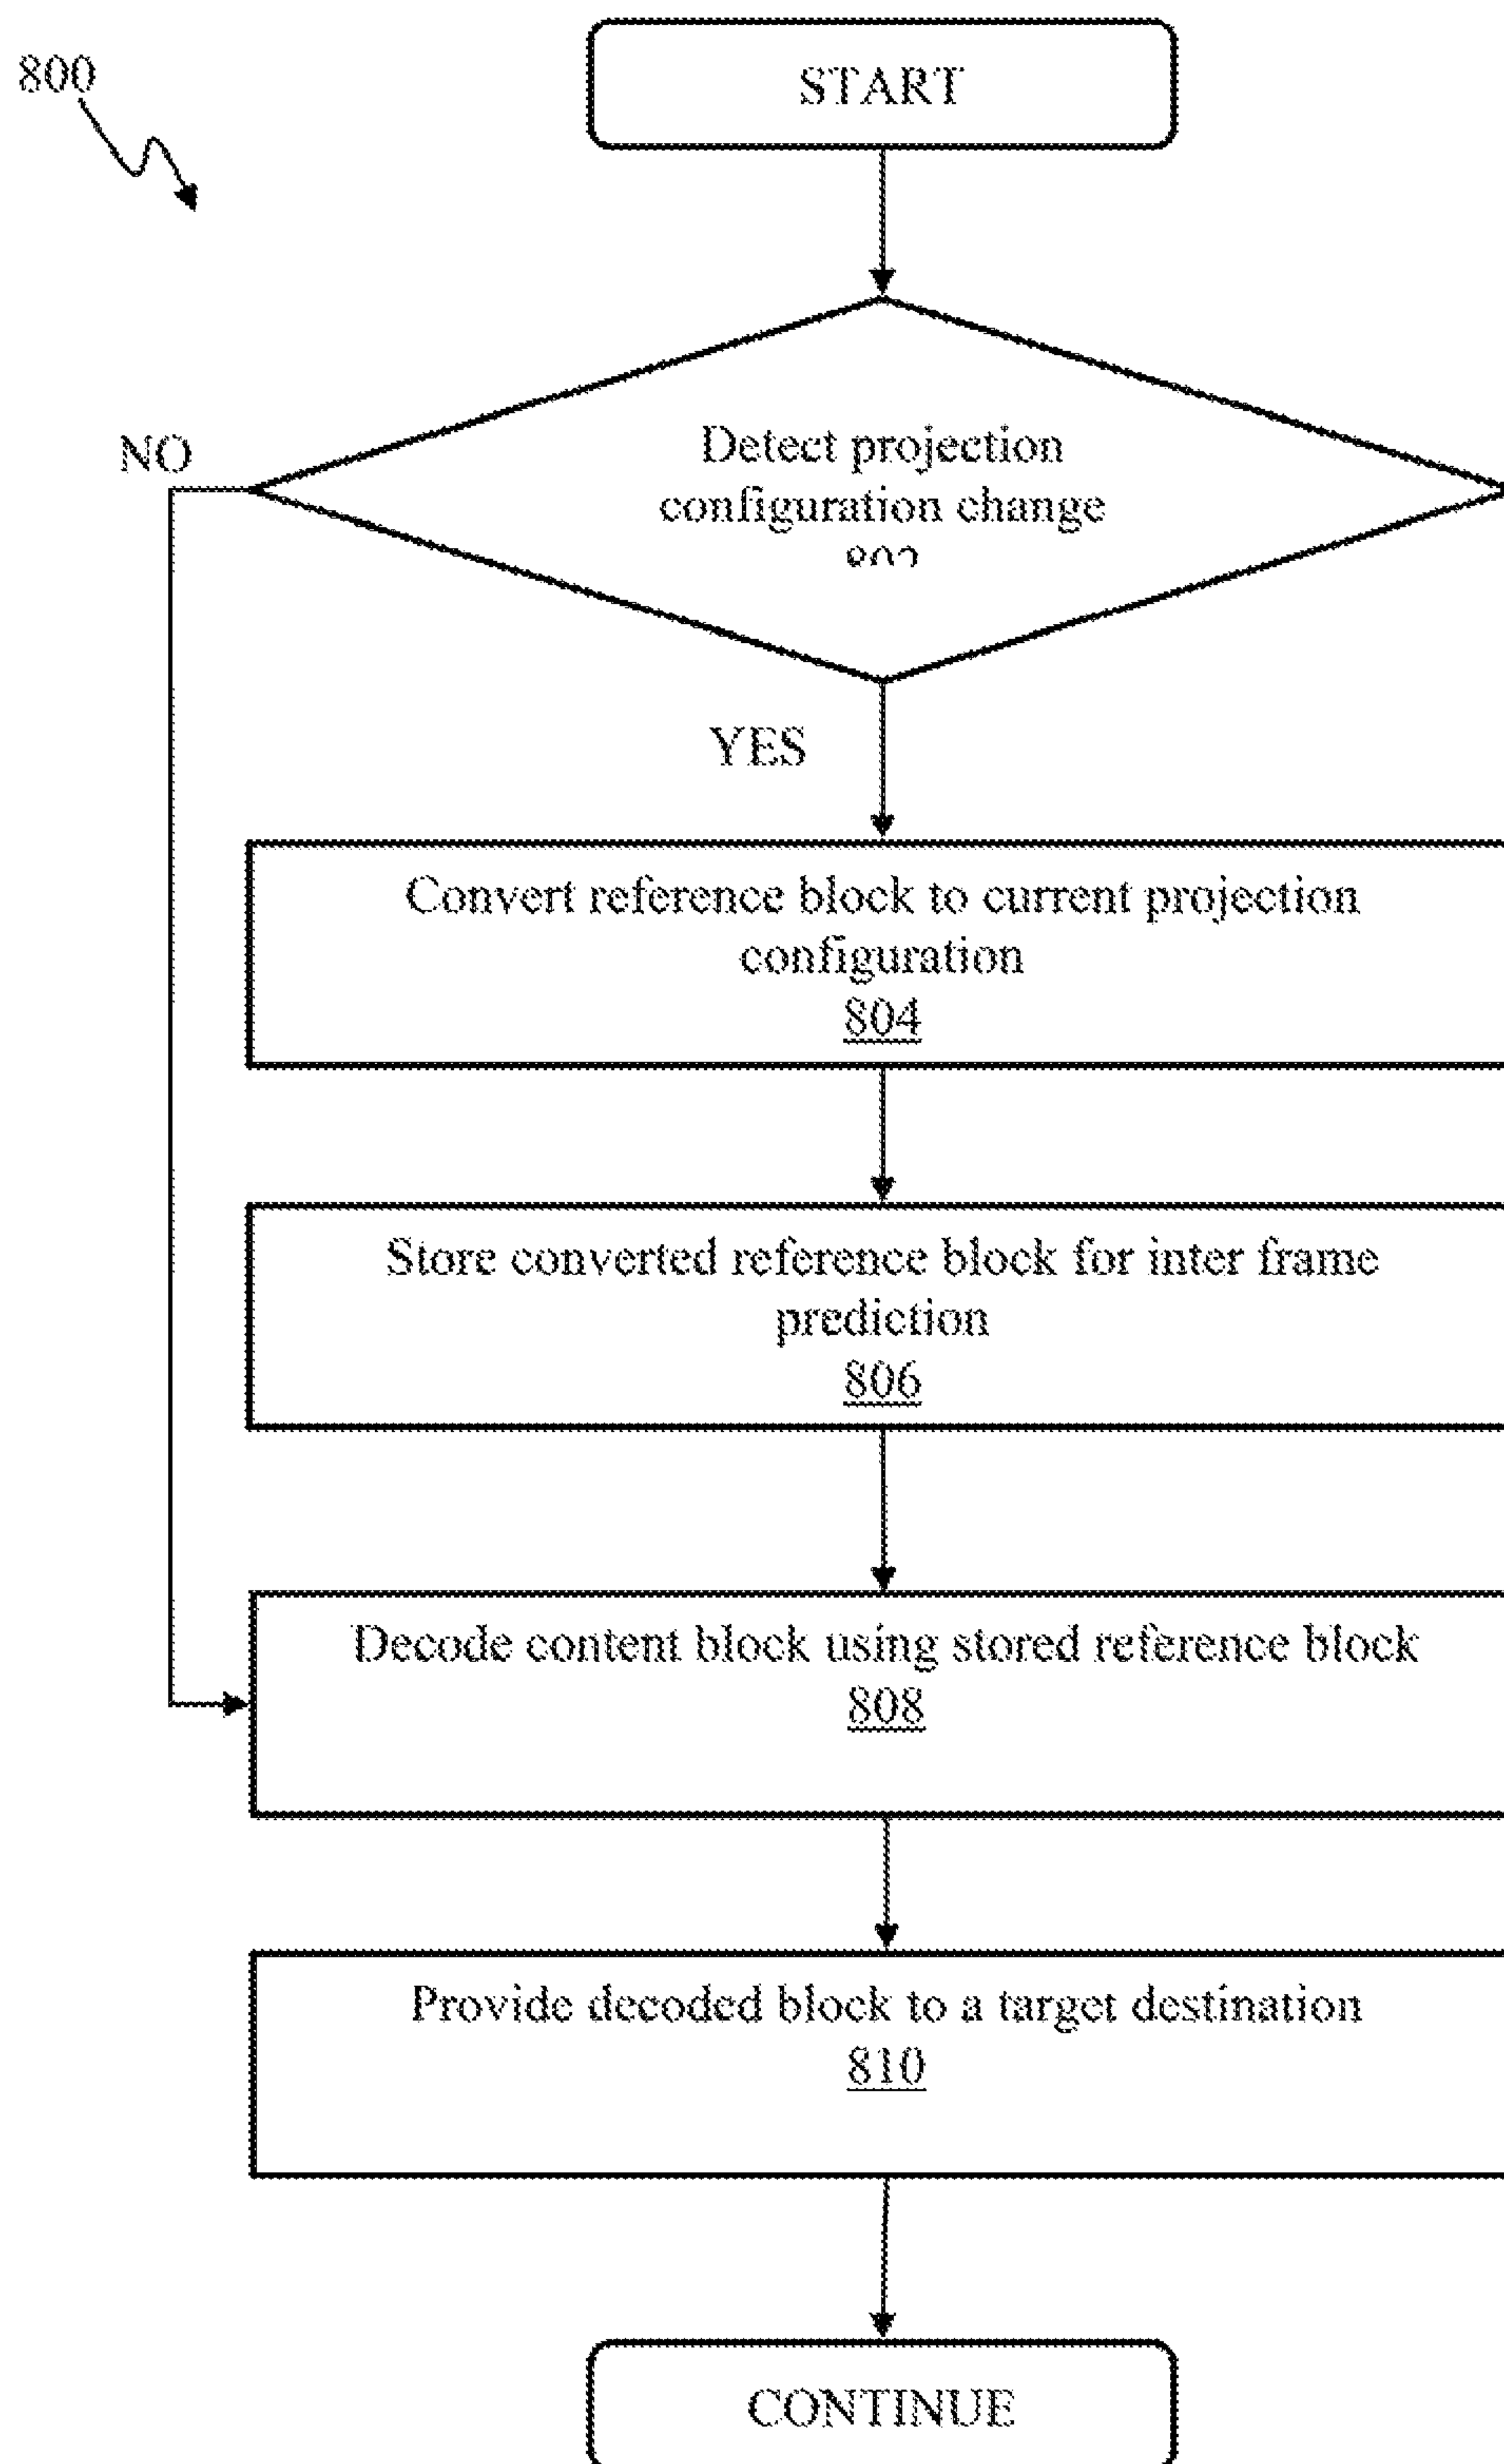 800
START
NO
Detect projection
configuration change
YES
Convert reference block to current projection
configuration
804
Store converted reference block for inter frame
prediction
806
Decode content block using stored reference block
808
Provide decoded block to a target destination
810
CONTINUE